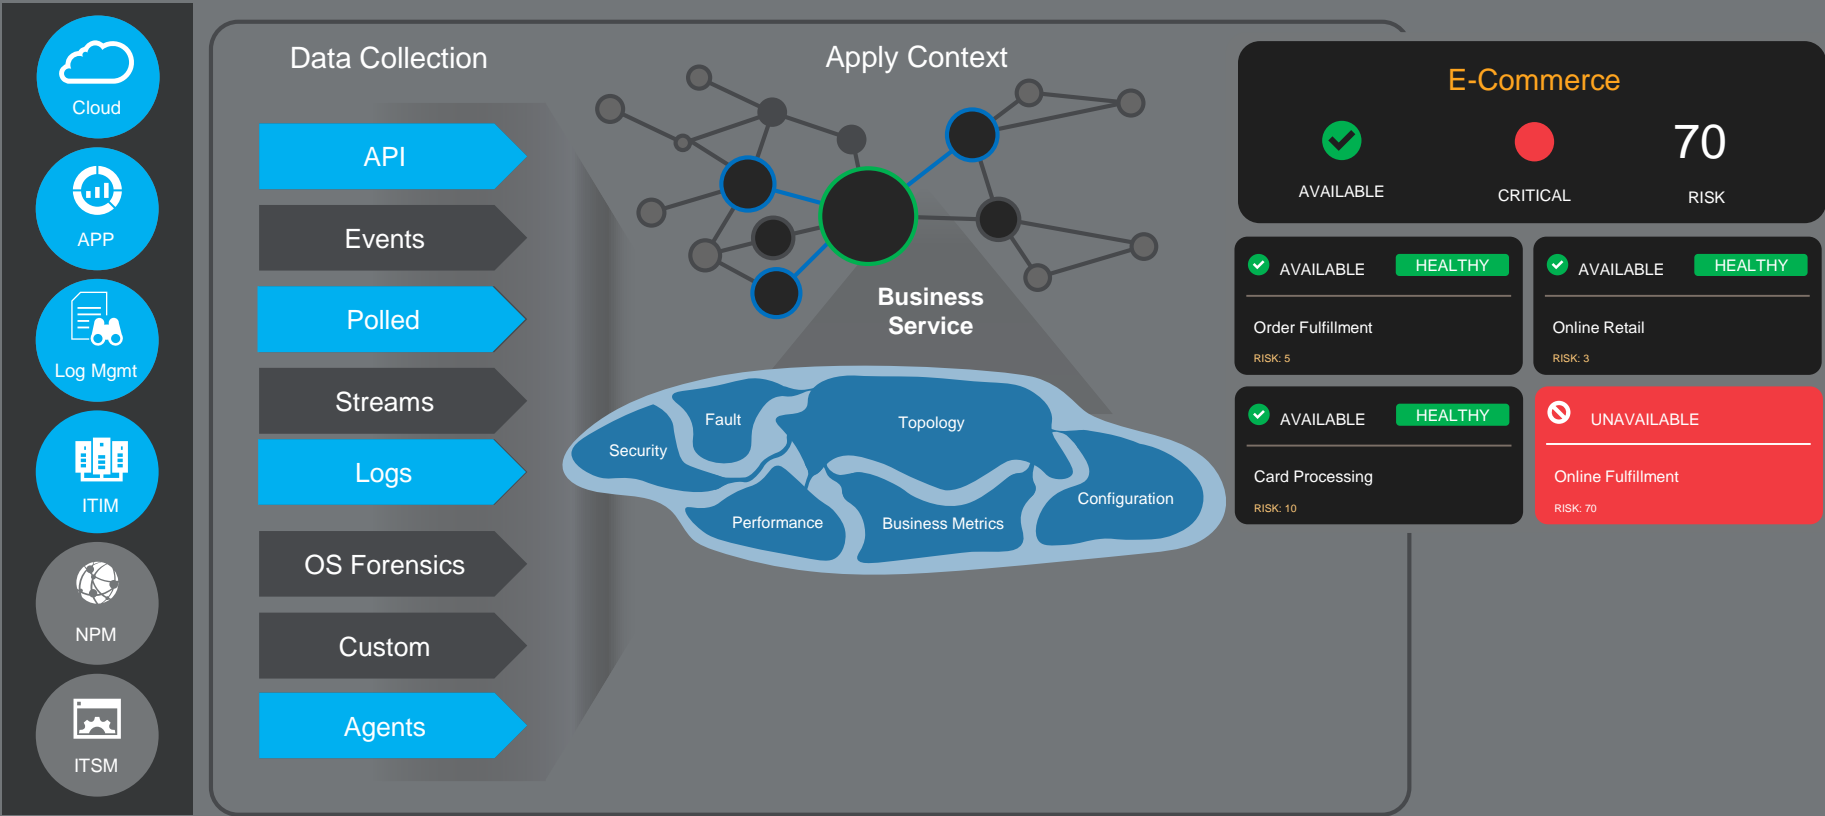 Cloud
APP
Log Mgmt
ITIM
NPM
ITSM
Data Collection
API
Events
Polled
Streams
Logs
OS Forensics
Custom
Agents
Apply Context
Business
Service
Fault
Topology
Security
Configuration
Performance
Business Metrics
E-Commerce
70
AVAILABLE
CRITICAL
RISK
AVAILABLE HEALTHY
Order Fulfillment
RISK: 5
AVAILABLE HEALTHY
Online Retail
RISK: 3
AVAILABLE HEALTHY
Card Processing
RISK: 10
UNAVAILABLE
Online Fulfillment
RISK: 70